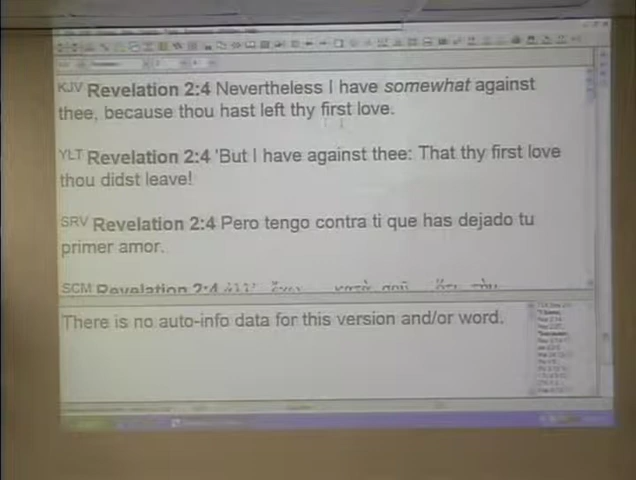 KJV Revelation 2:4 Nevertheless I have somewhat against
thee, because thou hast left thy first love.
YLT Revelation 2:4 'But I have against thee: That thy first love
thou didst leave!
SRV Revelation 2:4 Pero tengo contra ti que has dejado tu
primer amor.
SCM Revelation 2:4
There is no auto-info data for this version and/or word.